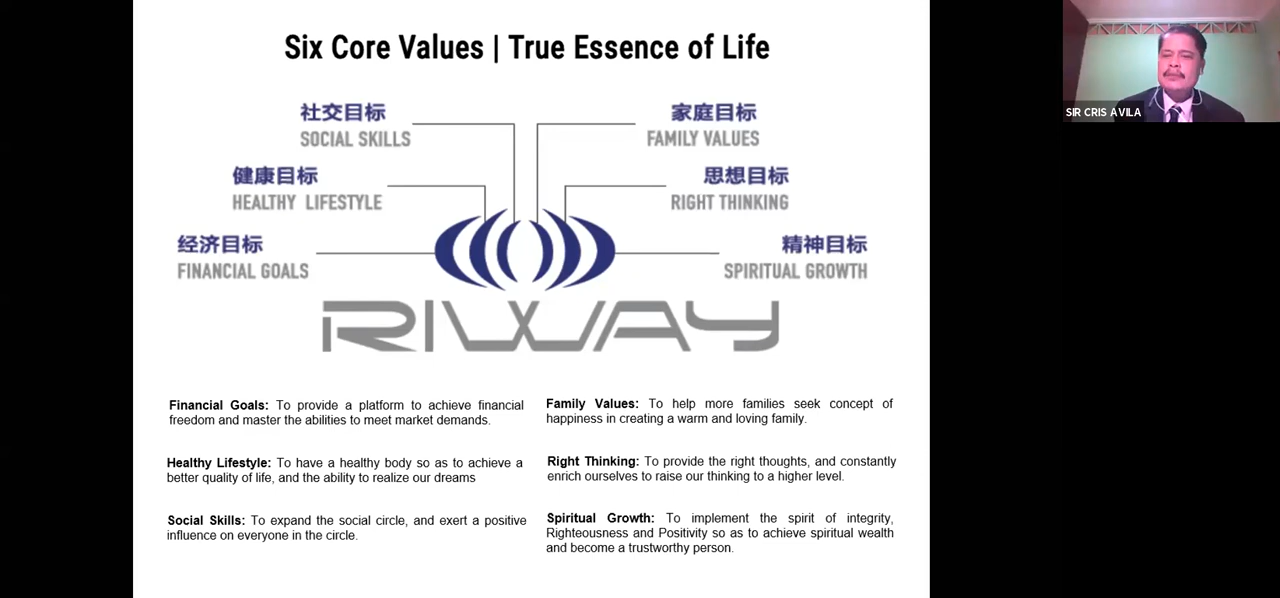 Six Core Values | True Essence of Life
社交目标
SOCIAL SKILLS
家庭目标
FAMILY VALUES
健康目标
HEALTHY LIFESTYLE
思想目标
RIGHT THINKING
经济目标
FINANCIAL GOALS
精神目标
SPIRITUAL GROWTH
RIWAY
Financial Goals: To provide a platform to achieve financial
freedom and master the abilities to meet market demands.
Healthy Lifestyle: To have a healthy body so as to achieve a
better quality of life, and the ability to realize our dreams
Social Skills: To expand the social circle, and exert a positive
influence on everyone in the circle.
Family Values: To help more families seek concept of
happiness in creating a warm and loving family.
Right Thinking: To provide the right thoughts, and constantly
enrich ourselves to raise our thinking to a higher level.
Spiritual Growth: To implement the spirit of integrity,
Righteousness and Positivity so as to achieve spiritual wealth
and become a trustworthy person.
SIR CRIS AVILA